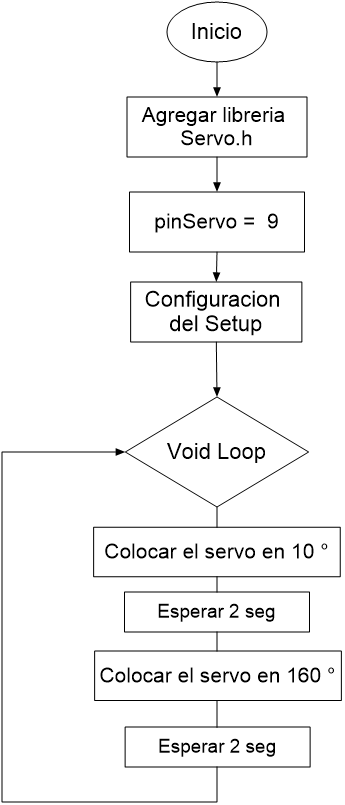 Inicio
Agregar libreria
Servo.h
pinServo = 9
Configuracion
del Setup
Void Loop
Colocar el servo en 10 °
Esperar 2 seg
Colocar el servo en 160 °
Esperar 2 seg